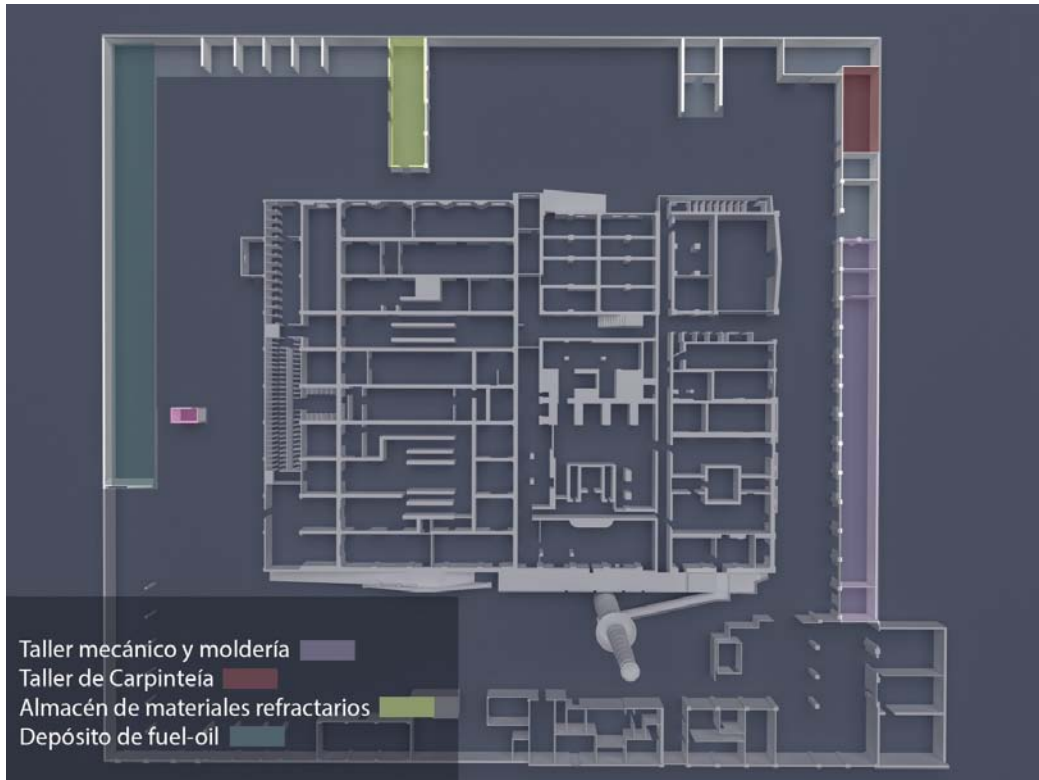 Taller mecánico y moldería
Taller de Carpinteía
Almacén de materiales refractarios
Depósito de fuel-oil